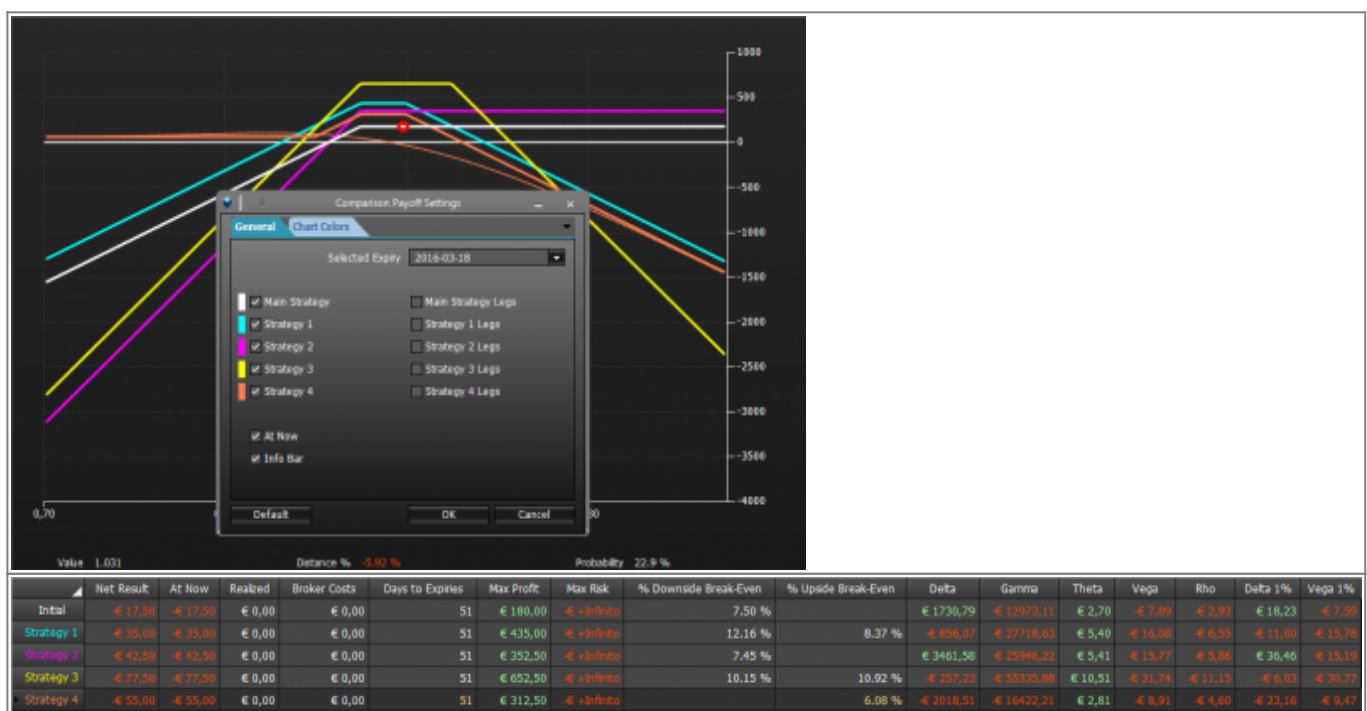 1000
500
0
-500
Comparison Payoff Settings
General Chart Colors
-1000
Selected Expiry 2016-03-18
-1500
Main Strategy Main Strategy Legs
Strategy 1 Strategy 1 Legs
-2000
Strategy 2 Strategy 2 Legs
-2500
Strategy 3 Strategy 3 Legs
Strategy 4 Strategy 4 Legs
-3000
At Now
-3500
Info Bar
-4000
0,70 Default OK Cancel
Value 1.031 Distance % -5.92 % Probability 22.9 %
Net Result At Now Realized Broker Costs Days to Expiries Max Profit Max Risk % Downside Break-Even % Upside Break-Even Delta Gamma Theta Vega Rho Delta 1% Vega 1%
Initial -€ 17,50 -€ 17,50 € 0,00 € 0,00 51 € 180,00 -€ +Infinito 7.50 % € 1730,79 -€ 12973,11 € 2,70 -€ 7,89 -€ 2,93 € 18,23 -€ 7,59
Strategy 1 -€ 35,00 -€ 35,00 € 0,00 € 0,00 51 € 435,00 -€ +Infinito 12.16 % 8.37 % -€ 856,07 -€ 27718,63 € 5,40 -€ 16,08 -€ 6,55 -€ 11,00 -€ 15,78
Strategy 2 -€ 42,50 -€ 42,50 € 0,00 € 0,00 51 € 352,50 -€ +Infinito 7.45 % € 3461,58 -€ 25946,22 € 5,41 -€ 15,77 -€ 5,86 € 36,46 -€ 15,19
Strategy 3 -€ 77,50 -€ 77,50 € 0,00 € 0,00 51 € 652,50 -€ +Infinito 10.15 % 10.92 % -€ 257,23 -€ 55335,88 € 10,51 -€ 31,74 -€ 11,15 -€ 6,03 -€ 30,77
Strategy 4 -€ 55,00 -€ 55,00 € 0,00 € 0,00 51 € 312,50 -€ +Infinito 6.08 % -€ 2018,51 -€ 16422,21 € 2,81 -€ 8,91 -€ 4,60 -€ 23,16 -€ 9,47